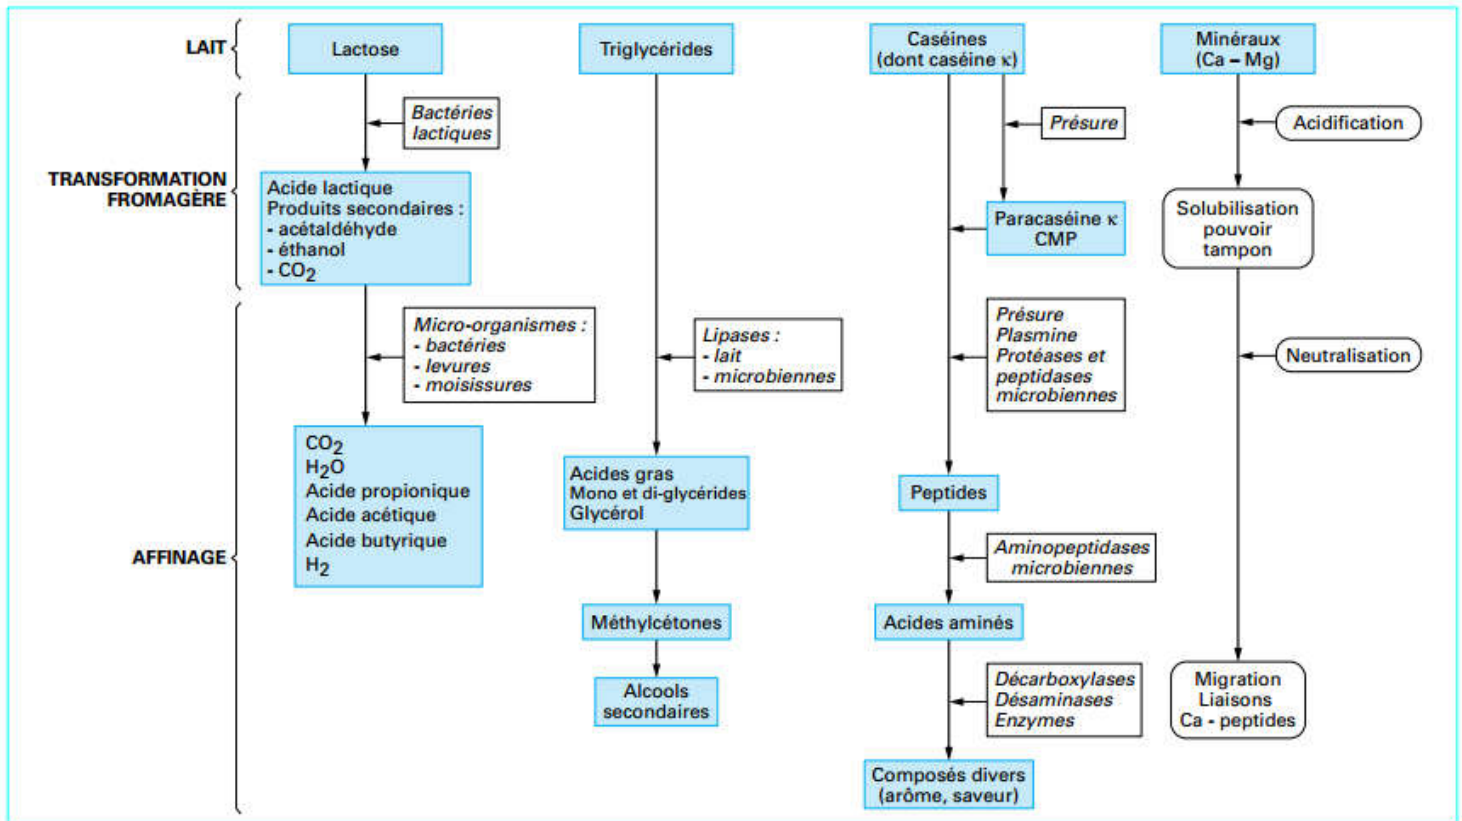 LAIT
Lactose
Triglycérides
Caséines
(dont caséine κ)
Minéraux
(Ca – Mg)
TRANSFORMATION
FROMAGÈRE
Bactéries
lactiques
Présure
Acidification
Acide lactique
Produits secondaires :
- acétaldéhyde
- éthanol
- CO2
Paracaséine κ
CMP
Solubilisation
pouvoir
tampon
AFFINAGE
Micro-organismes :
- bactéries
- levures
- moisissures
Lipases :
- lait
- microbiennes
Présure
Plasmine
Protéases et
peptidases
microbiennes
Neutralisation
CO2
H2O
Acide propionique
Acide acétique
Acide butyrique
H2
Acides gras
Mono et di-glycérides
Glycérol
Peptides
Aminopeptidases
microbiennes
Méthylcétones
Acides aminés
Alcools
secondaires
Décarboxylases
Désaminases
Enzymes
Migration
Liaisons
Ca - peptides
Composés divers
(arôme, saveur)